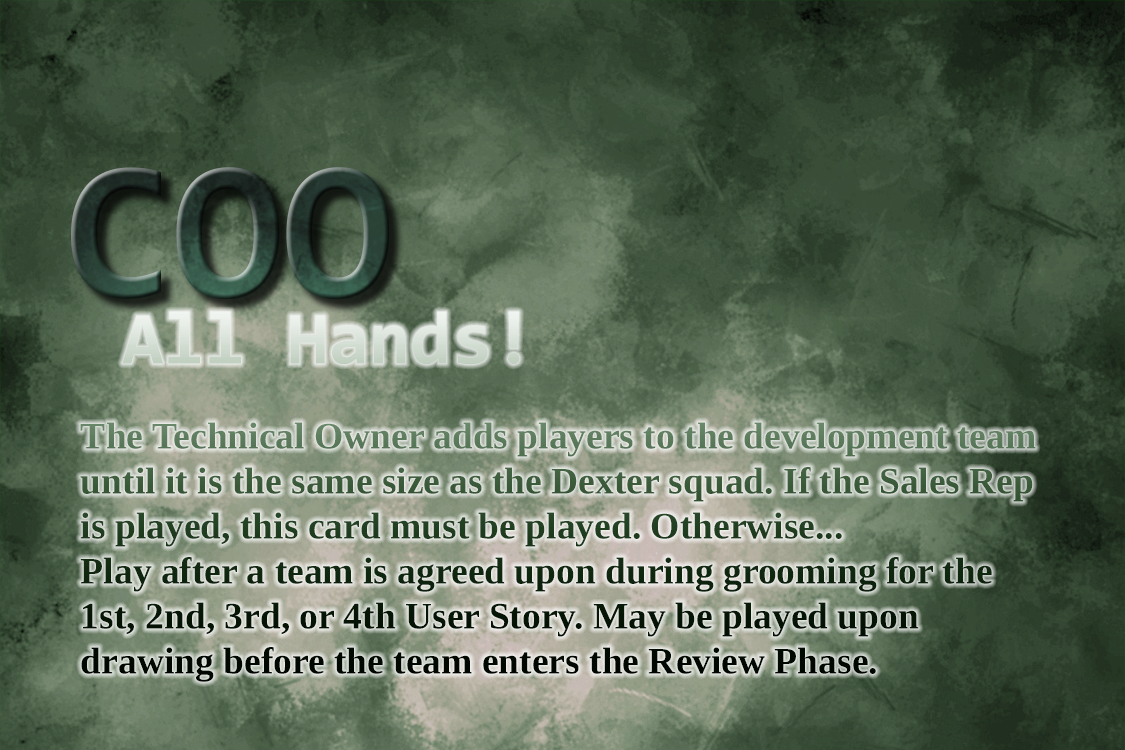 COO
All Hands!
The Technical Owner adds players to the development team
until it is the same size as the Dexter squad. If the Sales Rep
is played, this card must be played. Otherwise...
Play after a team is agreed upon during grooming for the
1st, 2nd, 3rd, or 4th User Story. May be played upon
drawing before the team enters the Review Phase.